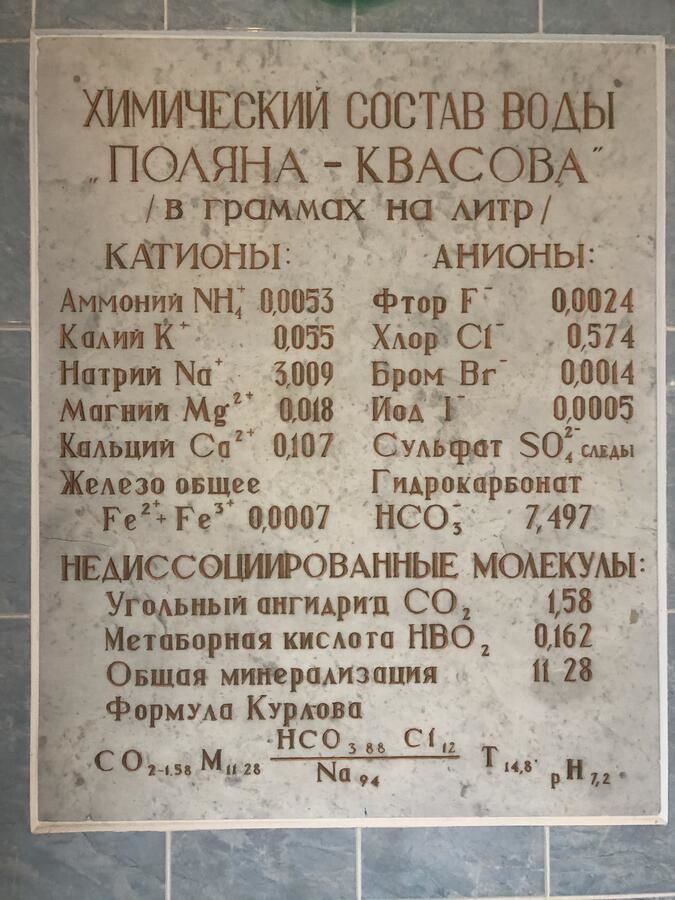 ХИМИЧЕСКИЙ СОСТАВ ВОДЫ
„ПОЛЯНА – КВАСОВА"
/в граммах на литр/
КАТИОНЫ:
Аммоний NH₄⁺ 0,0053
Калий K⁺ 0,055
Натрий Na⁺ 3,009
Магний Mg²⁺ 0,018
Кальций Ca²⁺ 0,107
Железо общее
Fe²⁺+ Fe³⁺ 0,0007
АНИОНЫ:
Фтор F⁻ 0,0024
Хлор Cl⁻ 0,574
Бром Br⁻ 0,0014
Йод I⁻ 0,0005
Сульфат SO₄²⁻ следы
Гидрокарбонат
HCO₃⁻ 7,497
НЕДИССОЦИИРОВАННЫЕ МОЛЕКУЛЫ:
Угольный ангидрид CO₂ 1,58
Метаборная кислота HBO₂ 0,162
Общая минерализация 11 28
Формула Курлова
CO₂₋₁.₅₈ M₁₁ ₂₈ HCO₃ ₈₈ Cl₁₂ / Na₉₄ T₁₄,₈· pH₇,₂·